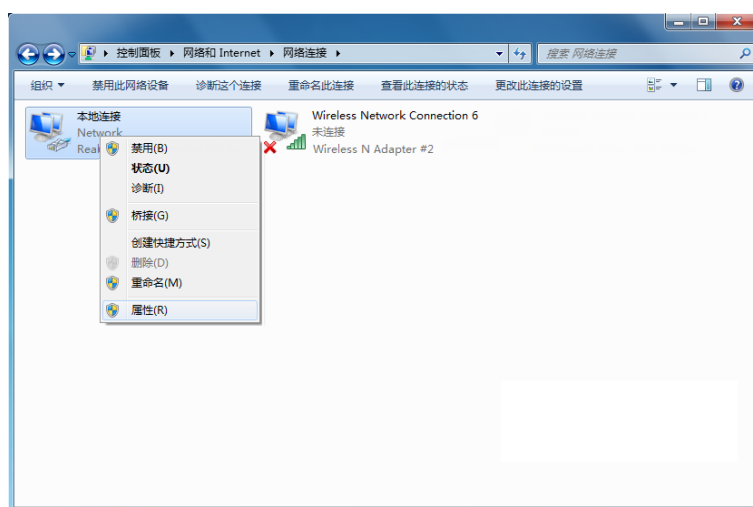 控制面板 网络和 Internet 网络连接 搜索 网络连接
组织 禁用此网络设备 诊断这个连接 重命名此连接 查看此连接的状态 更改此连接的设置
本地连接
Network
Real
Wireless Network Connection 6
未连接
Wireless N Adapter #2
禁用(B)
状态(U)
诊断(I)
桥接(G)
创建快捷方式(S)
删除(D)
重命名(M)
属性(R)